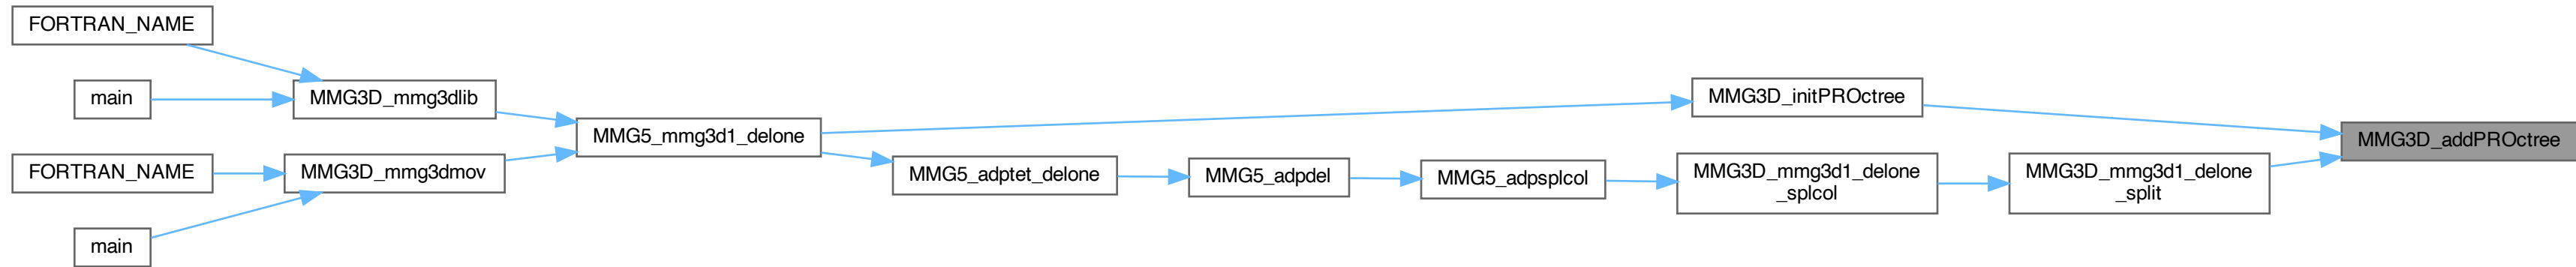 FORTRAN_NAME
main
MMG3D_mmg3dlib
FORTRAN_NAME
main
MMG3D_mmg3dmov
MMG5_mmg3d1_delone
MMG5_adptet_delone
MMG5_adpdel
MMG5_adpsplcol
MMG3D_mmg3d1_delone
_splcol
MMG3D_mmg3d1_delone
_split
MMG3D_initPROctree
MMG3D_addPROctree